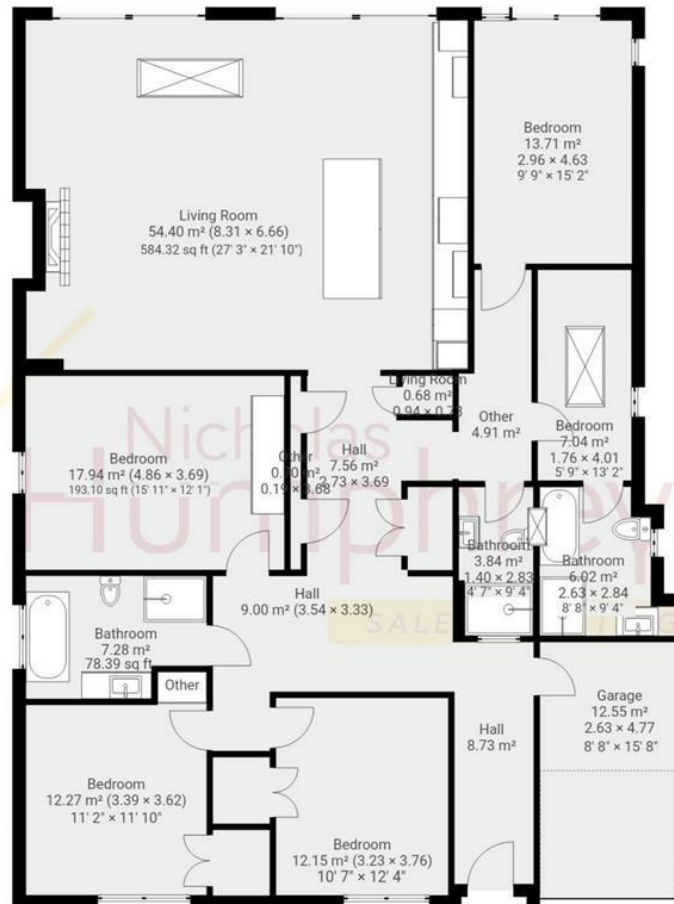 Bedroom
13.71 m²
2.96 × 4.63
9' 9" × 15' 2"
Living Room
54.40 m² (8.31 × 6.66)
584.32 sq ft (27' 3" × 21' 10")
Living Room
0.68 m²
0.94 × 0.73
Other
4.91 m²
Bedroom
7.04 m²
1.76 × 4.01
5' 9" × 13' 2"
Bedroom
17.94 m² (4.86 × 3.69)
193.10 sq ft (15' 11" × 12' 1")
Other
0.70 m²
0.19 × 3.68
Hall
7.56 m²
2.73 × 3.69
Nicholas
Humphrey
SALE
Bathroom
3.84 m²
1.40 × 2.83
4' 7" × 9' 4"
Bathroom
6.02 m²
2.63 × 2.84
8' 8" × 9' 4"
Hall
9.00 m² (3.54 × 3.33)
Bathroom
7.28 m²
78.39 sq ft
Other
Hall
8.73 m²
Garage
12.55 m²
2.63 × 4.77
8' 8" × 15' 8"
Bedroom
12.27 m² (3.39 × 3.62)
11' 2" × 11' 10"
Bedroom
12.15 m² (3.23 × 3.76)
10' 7" × 12' 4"